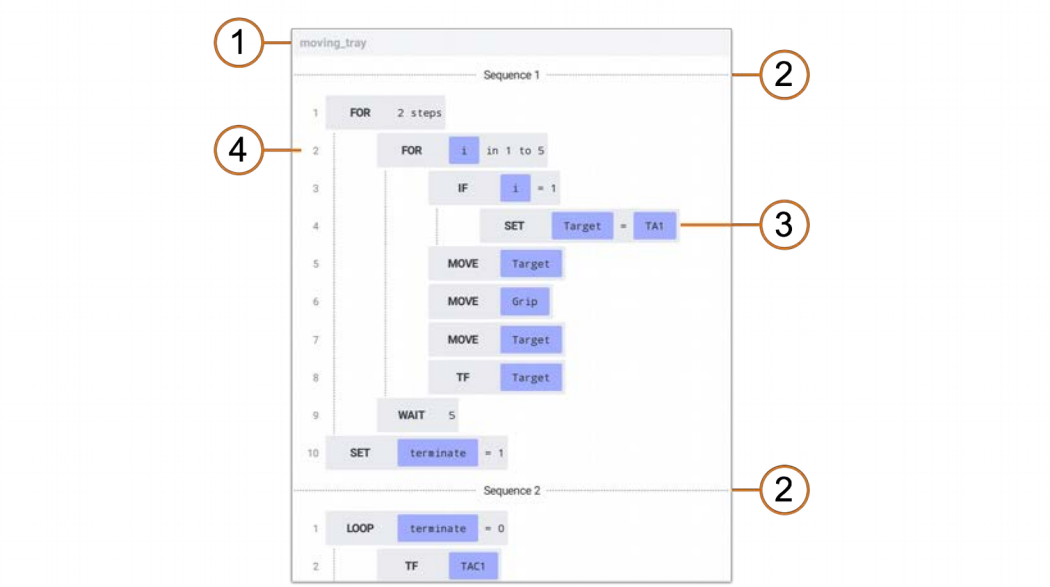 1
moving_tray
Sequence 1
2
1 FOR 2 steps
4
2 FOR i in 1 to 5
3 IF i = 1
4 SET Target = TA1
3
5 MOVE Target
6 MOVE Grip
7 MOVE Target
8 TF Target
9 WAIT 5
10 SET terminate = 1
Sequence 2
2
1 LOOP terminate = 0
2 TF TAC1